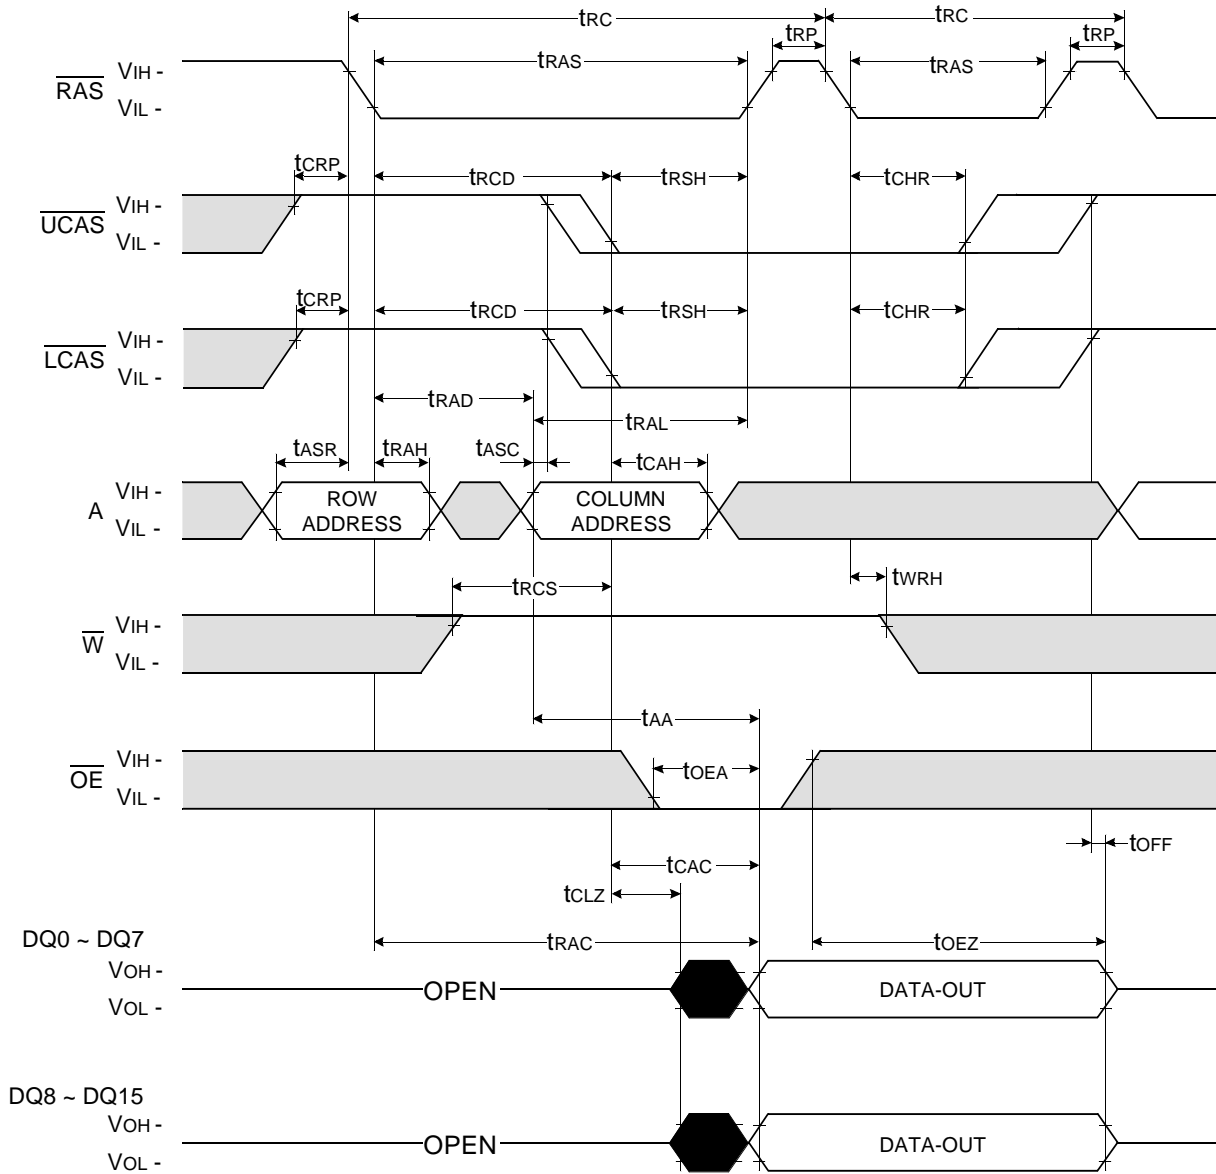 tRC tRC
tRP tRP
tRAS tRAS
RAS VIH -
VIL -
tCRP tRCD tRSH tCHR
UCAS VIH -
VIL -
tCRP tRCD tRSH tCHR
LCAS VIH -
VIL -
tRAD
tRAL
tASR tRAH tASC tCAH
A VIH -
VIL -
ROW ADDRESS
COLUMN ADDRESS
tWRH
tRCS
W VIH -
VIL -
tAA
OE VIH -
VIL -
tOEA
tOFF
tCAC
tCLZ
DQ0 ~ DQ7
tRAC tOEZ
VOH -
VOL -
OPEN DATA-OUT
DQ8 ~ DQ15
VOH -
VOL -
OPEN DATA-OUT